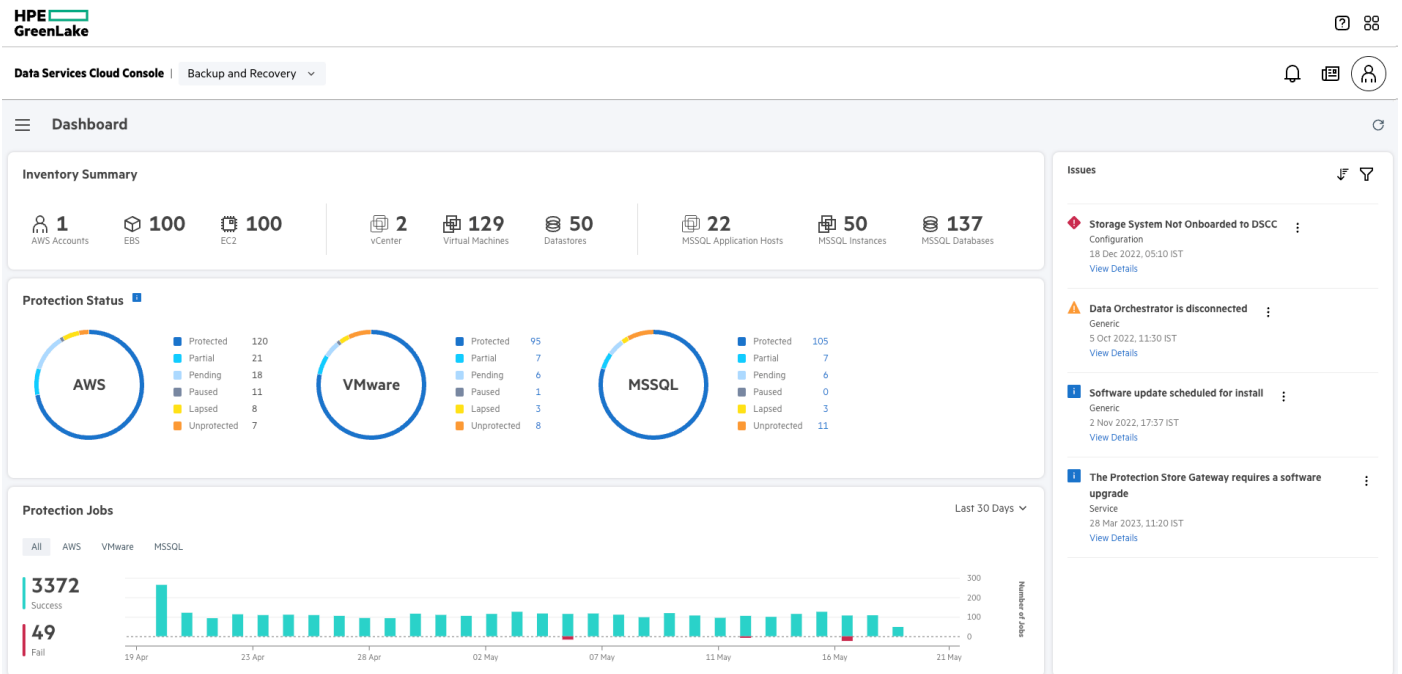 HPE
GreenLake
Data Services Cloud Console | Backup and Recovery
Dashboard
Inventory Summary
1
AWS Accounts
100
EBS
100
EC2
2
vCenter
129
Virtual Machines
50
Datastores
22
MSSQL Application Hosts
50
MSSQL Instances
137
MSSQL Databases
Protection Status
AWS
Protected 120
Partial 21
Pending 18
Paused 11
Lapsed 8
Unprotected 7
VMware
Protected 95
Partial 7
Pending 6
Paused 1
Lapsed 3
Unprotected 8
MSSQL
Protected 105
Partial 7
Pending 6
Paused 0
Lapsed 3
Unprotected 11
Protection Jobs
Last 30 Days
All AWS VMware MSSQL
3372
Success
49
Fail
300
200
100
0
Number of Jobs
19 Apr 23 Apr 28 Apr 02 May 07 May 11 May 16 May 21 May
Issues
Storage System Not Onboarded to DSCC
Configuration
18 Dec 2022, 05:10 IST
View Details
Data Orchestrator is disconnected
Generic
5 Oct 2022, 11:30 IST
View Details
Software update scheduled for install
Generic
2 Nov 2022, 17:37 IST
View Details
The Protection Store Gateway requires a software
upgrade
Service
28 Mar 2023, 11:20 IST
View Details